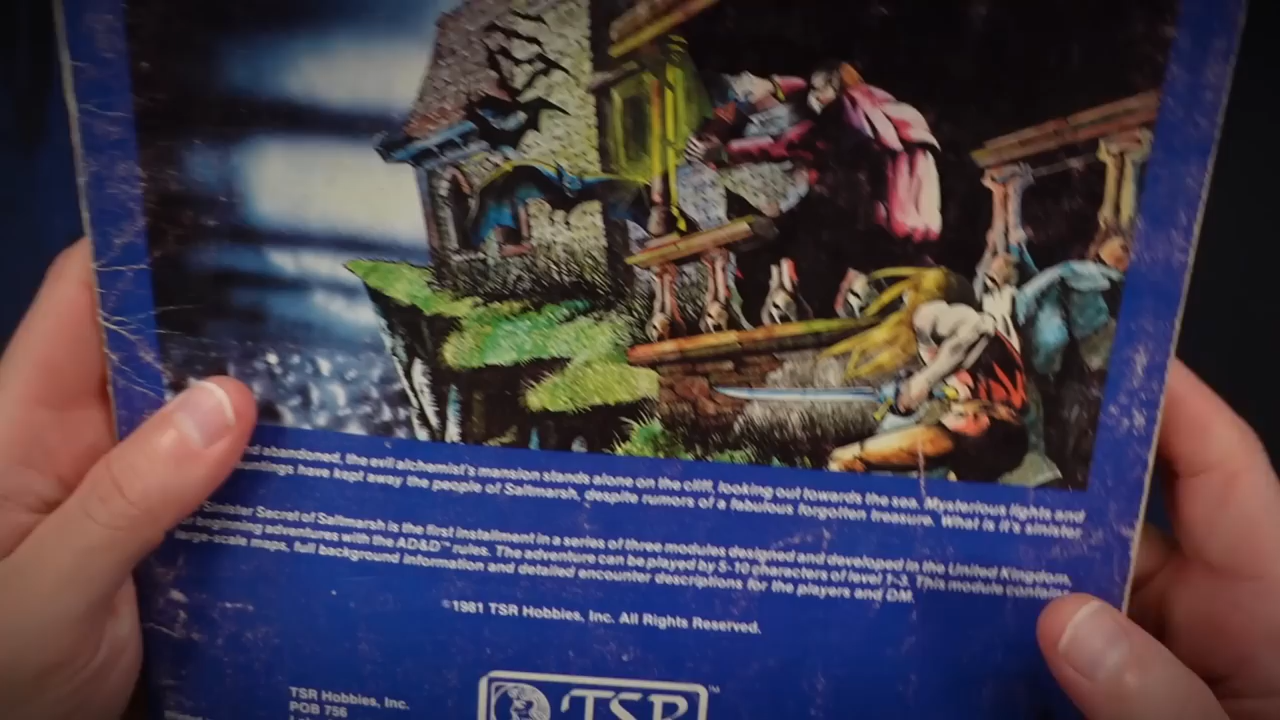 abandoned, the evil alchemist's mansion stands alone on the cliff, looking out towards the sea. Mysterious lights and
have kept away the people of Saltmarsh, despite rumors of a fabulous forgotten treasure. What is it's sinister
Sinister Secret of Saltmarsh is the first installment in a series of three modules designed and developed in the United Kingdom,
beginning adventures with the AD&D™ rules. The adventure can be played by 5-10 characters of level 1-3. This module contains
large-scale maps, full background information and detailed encounter descriptions for the players and DM.
©1981 TSR Hobbies, Inc. All Rights Reserved.
TSR Hobbies, Inc.
POB 756
TSR™